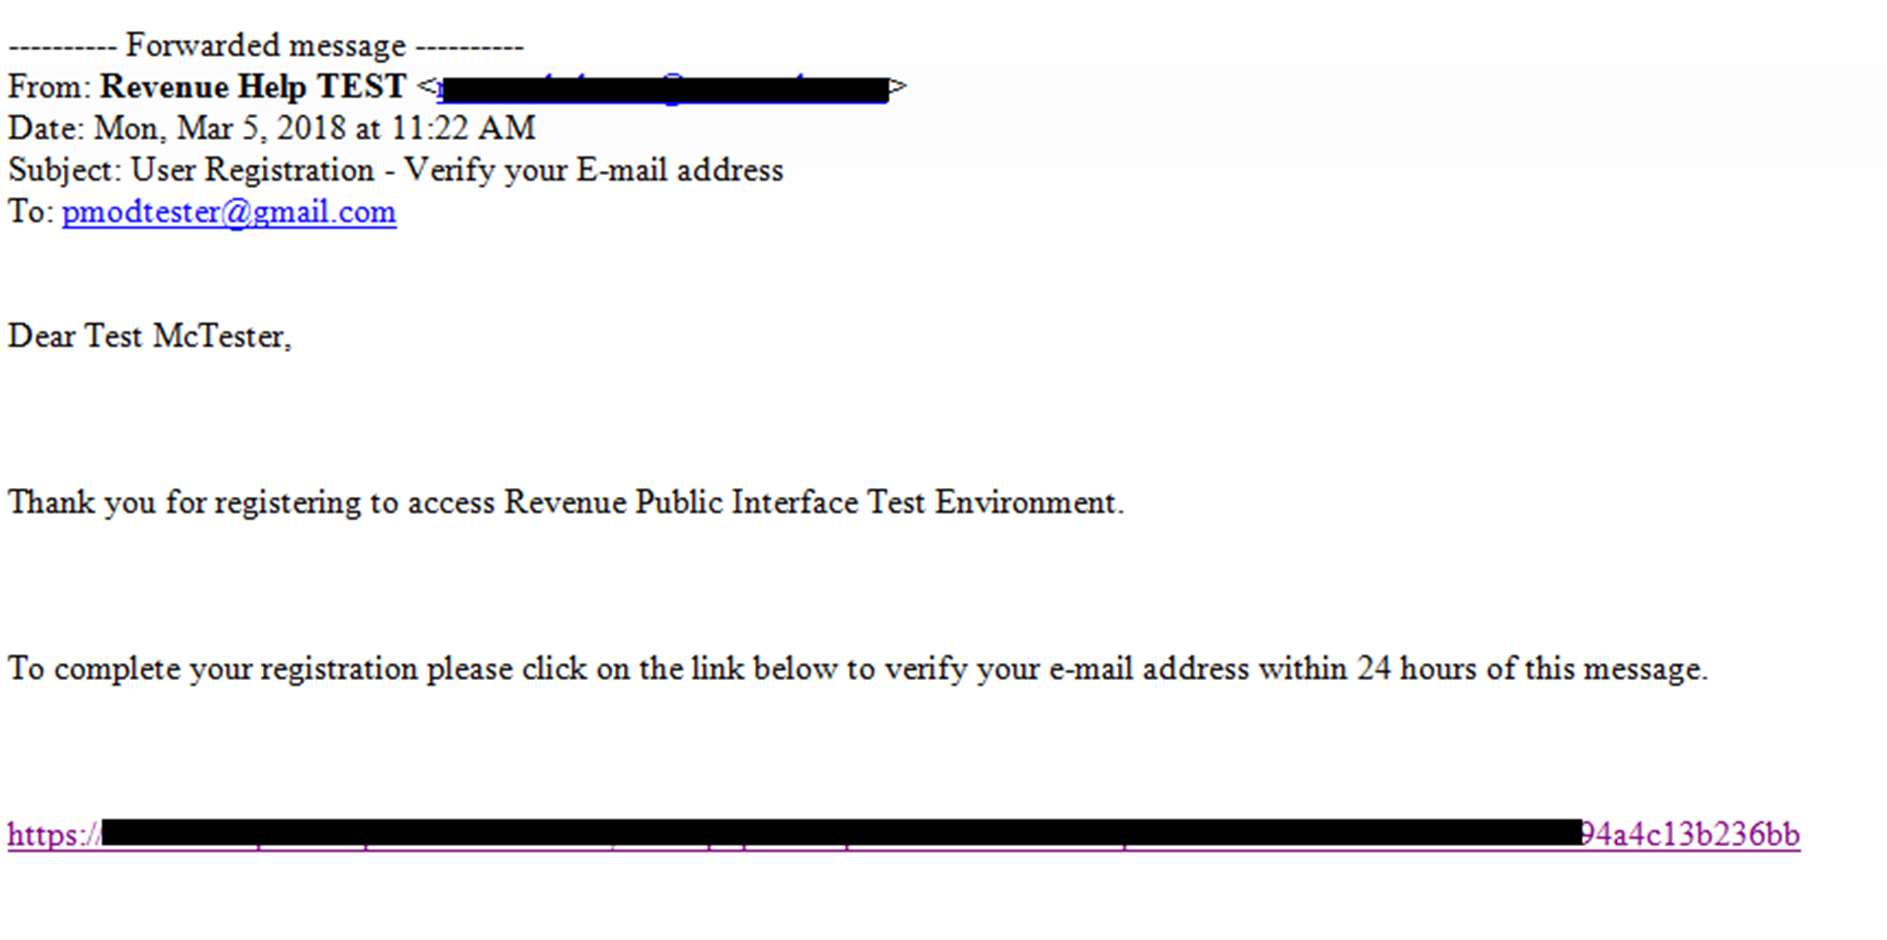 ---------- Forwarded message ----------
From: Revenue Help TEST <>
Date: Mon, Mar 5, 2018 at 11:22 AM
Subject: User Registration - Verify your E-mail address
To: pmodtester@gmail.com
Dear Test McTester,
Thank you for registering to access Revenue Public Interface Test Environment.
To complete your registration please click on the link below to verify your e-mail address within 24 hours of this message.
https://94a4c13b236bb